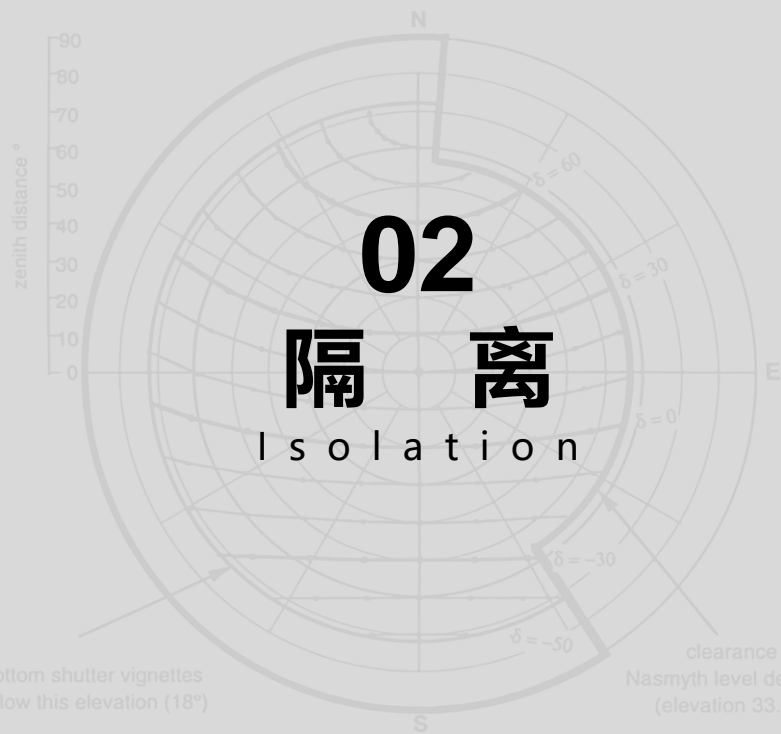 N
90
80
70
60
50
40
30
20
10
0
zenith distance °
δ = 60
δ = 30
E
δ = 0
δ = −30
δ = −50
02
隔 离
Isolation
ottom shutter vignettes
low this elevation (18°)
clearance
Nasmyth level de
(elevation 33.
S